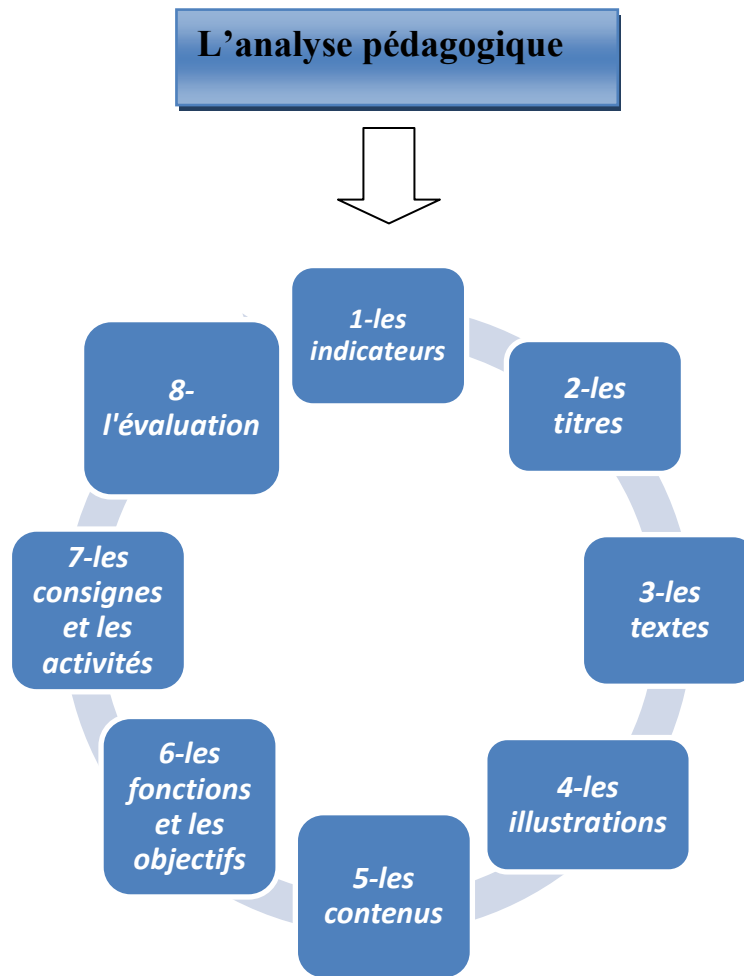 L’analyse pédagogique
1-les
indicateurs
2-les
titres
3-les
textes
4-les
illustrations
5-les
contenus
6-les
fonctions
et les
objectifs
7-les
consignes
et les
activités
8-
l'évaluation